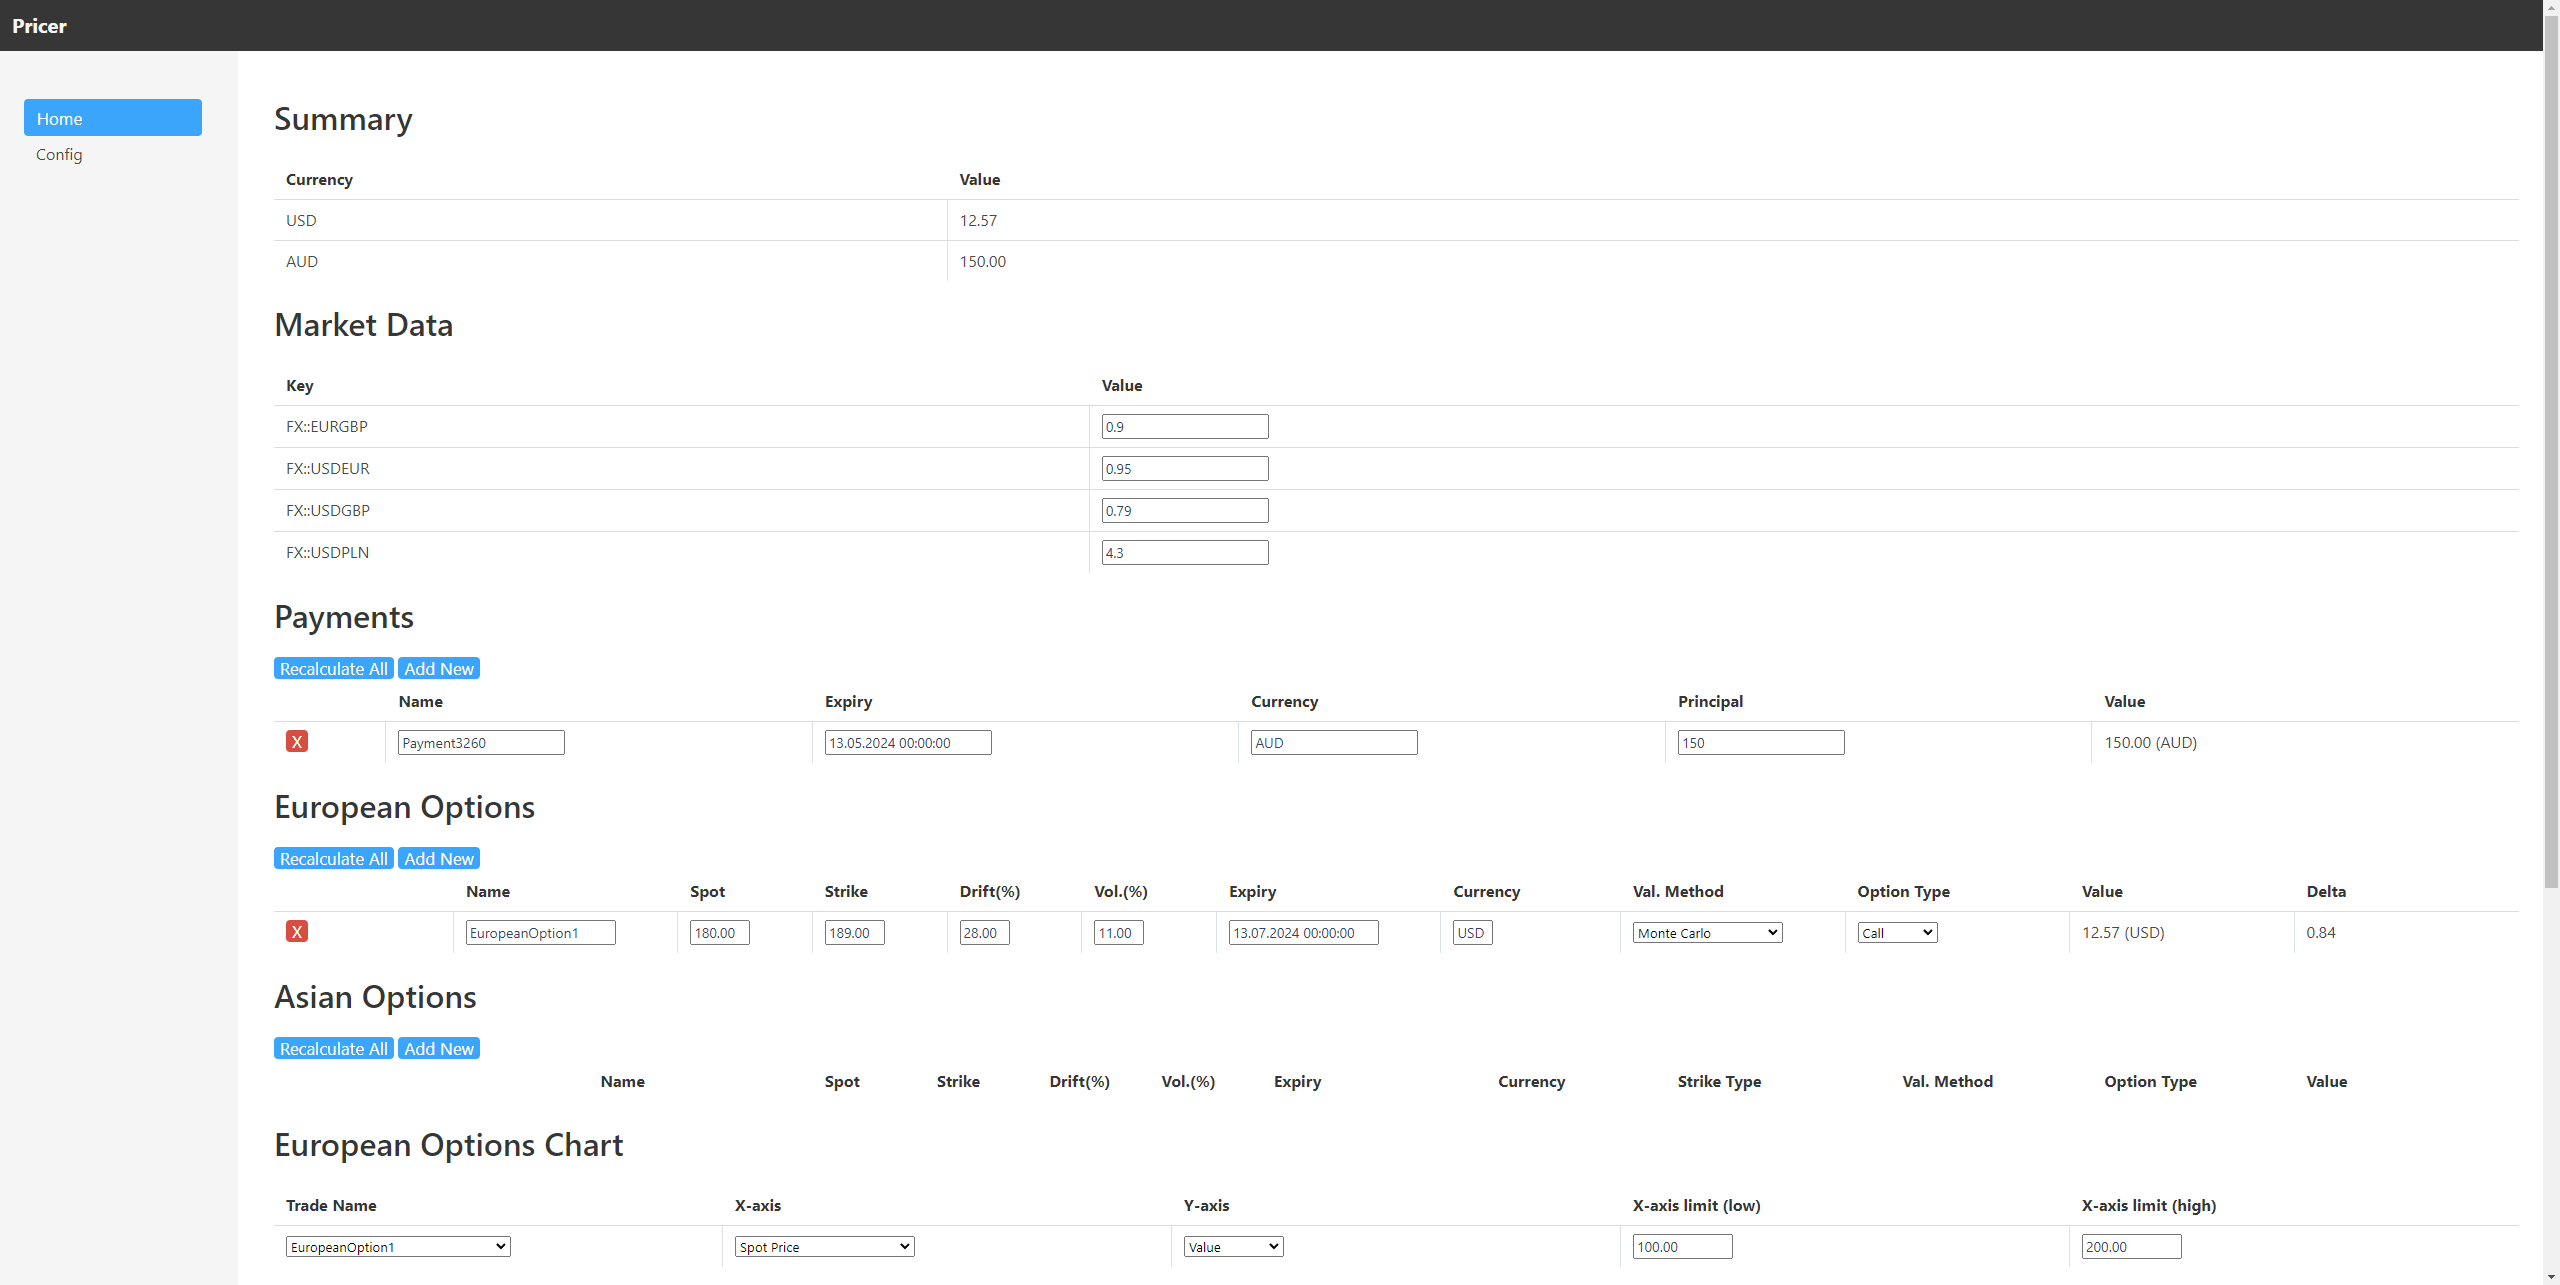 Pricer
Home
Config
Summary
Currency Value
USD 12.57
AUD 150.00
Market Data
Key Value
FX::EURGBP 0.9
FX::USDEUR 0.95
FX::USDGBP 0.79
FX::USDPLN 4.3
Payments
Recalculate All Add New
Name Expiry Currency Principal Value
X Payment3260 13.05.2024 00:00:00 AUD 150 150.00 (AUD)
European Options
Recalculate All Add New
Name Spot Strike Drift(%) Vol.(%) Expiry Currency Val. Method Option Type Value Delta
X EuropeanOption1 180.00 189.00 28.00 11.00 13.07.2024 00:00:00 USD Monte Carlo Call 12.57 (USD) 0.84
Asian Options
Recalculate All Add New
Name Spot Strike Drift(%) Vol.(%) Expiry Currency Strike Type Val. Method Option Type Value
European Options Chart
Trade Name X-axis Y-axis X-axis limit (low) X-axis limit (high)
EuropeanOption1 Spot Price Value 100.00 200.00